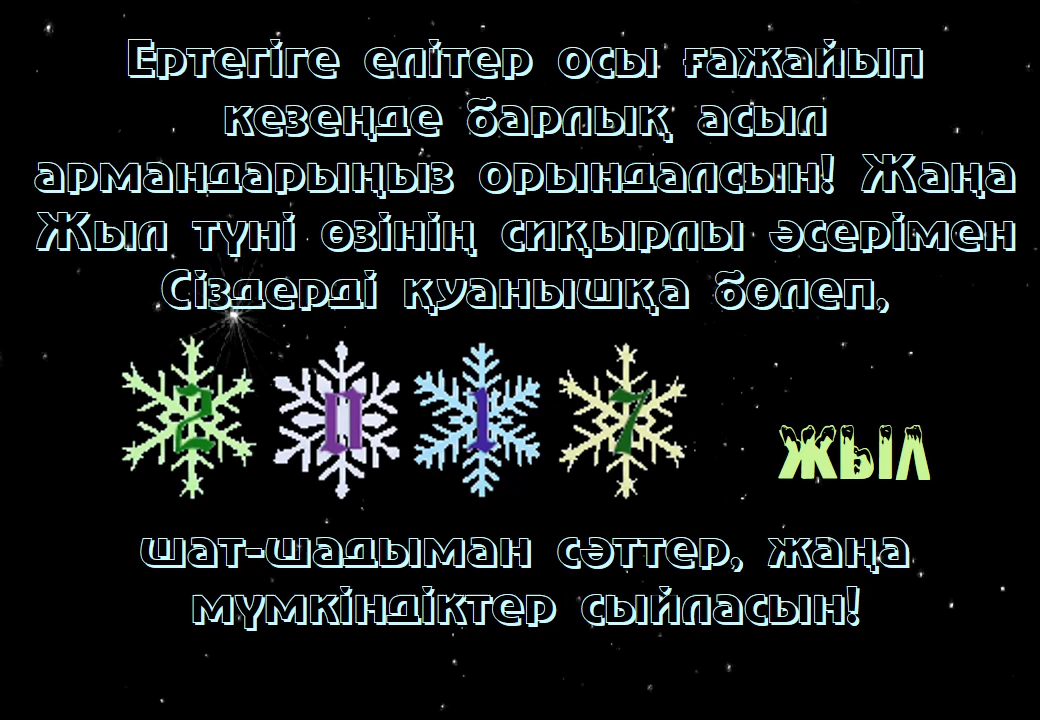 Ертегіге елітер осы ғажайып
кезеңде барлық асыл
армандарыңыз орындалсын! Жаңа
Жыл түні өзінің сиқырлы әсерімен
Сіздерді қуанышқа бөлеп,
2017 жыл
шат-шадыман сәттер, жаңа
мүмкіндіктер сыйласын!